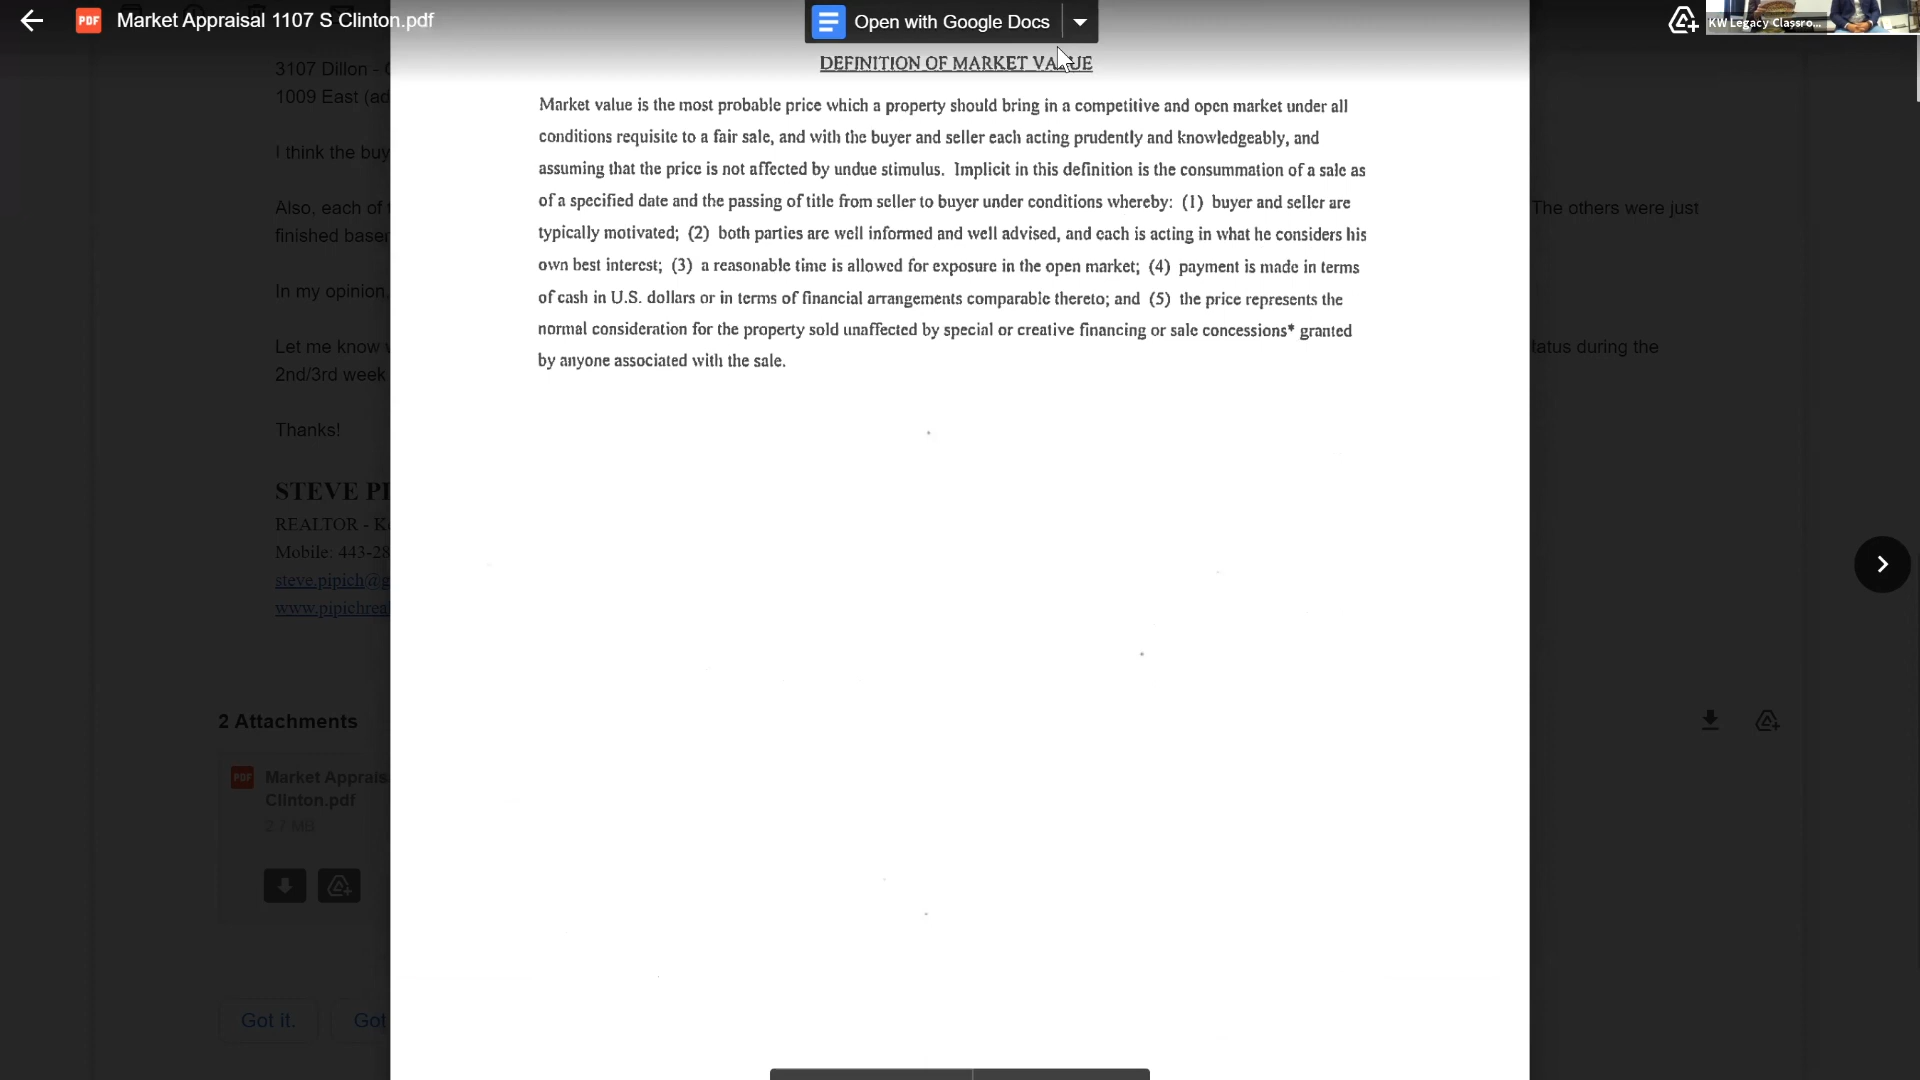 Market Appraisal 1107 S Clinton.pdf
Open with Google Docs
KW Legacy Classro...
DEFINITION OF MARKET VALUE
Market value is the most probable price which a property should bring in a competitive and open market under all
conditions requisite to a fair sale, and with the buyer and seller each acting prudently and knowledgeably, and
assuming that the price is not affected by undue stimulus. Implicit in this definition is the consummation of a sale as
of a specified date and the passing of title from seller to buyer under conditions whereby: (1) buyer and seller are
typically motivated; (2) both parties are well informed and well advised, and each is acting in what he considers his
own best interest; (3) a reasonable time is allowed for exposure in the open market; (4) payment is made in terms
of cash in U.S. dollars or in terms of financial arrangements comparable thereto; and (5) the price represents the
normal consideration for the property sold unaffected by special or creative financing or sale concessions* granted
by anyone associated with the sale.
3107 Dillon -
1009 East (ad
I think the buy
Also, each of
The others were just
finished baser
In my opinion,
Let me know
tatus during the
2nd/3rd week
Thanks!
STEVE PI
REALTOR - K
Mobile: 443-28
steve.pipich@g
www.pipichrea
2 Attachments
PDF
Market Apprais
Clinton.pdf
2.7 MB
Got it.
Got